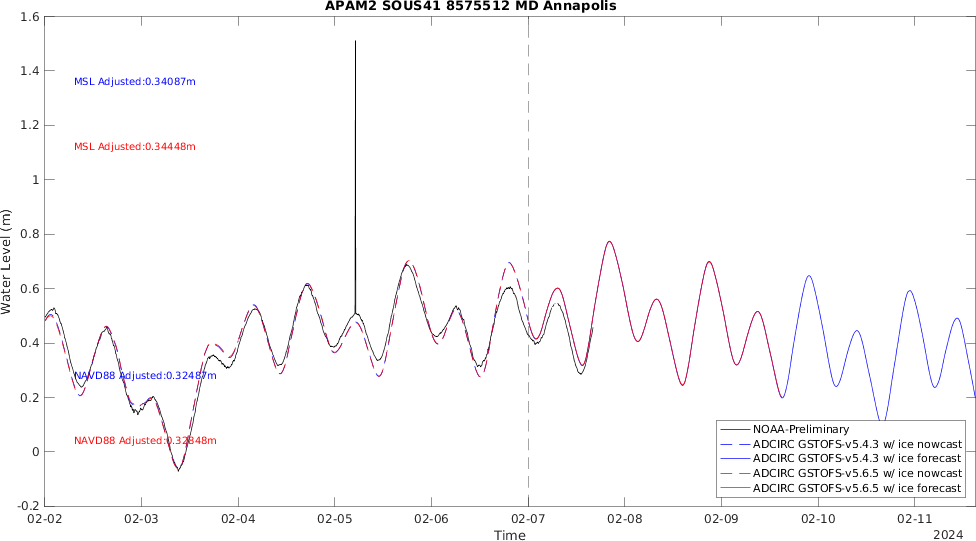 APAM2 SOUS41 8575512 MD Annapolis
1.6
1.4
1.2
1
0.8
0.6
0.4
0.2
0
-0.2
Water Level (m)
MSL Adjusted:0.34087m
MSL Adjusted:0.34448m
NAVD88 Adjusted:0.32487m
NAVD88 Adjusted:0.32848m
NOAA-Preliminary
ADCIRC GSTOFS-v5.4.3 w/ ice nowcast
ADCIRC GSTOFS-v5.4.3 w/ ice forecast
ADCIRC GSTOFS-v5.6.5 w/ ice nowcast
ADCIRC GSTOFS-v5.6.5 w/ ice forecast
02-02 02-03 02-04 02-05 02-06 02-07 02-08 02-09 02-10 02-11
Time
2024